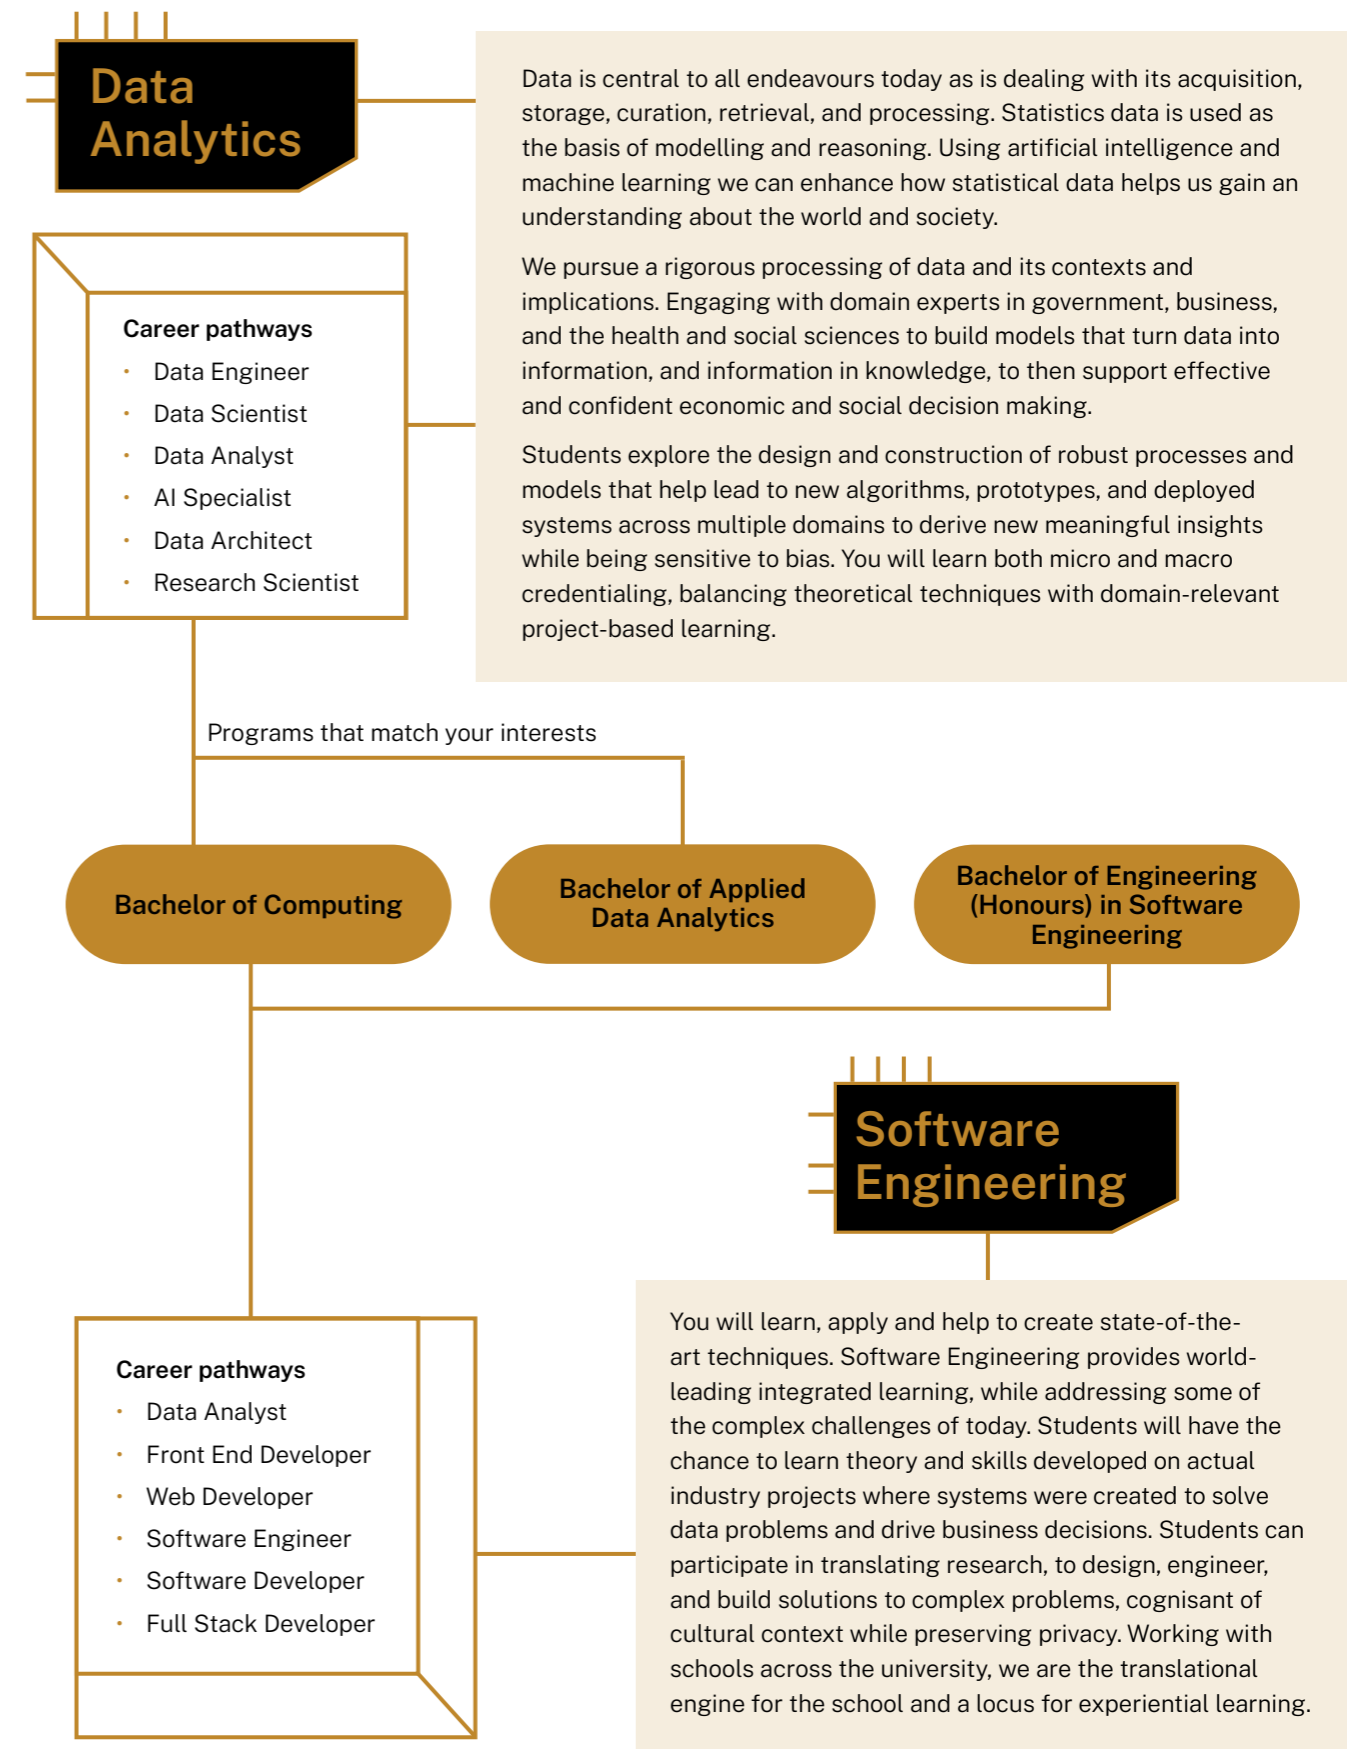 Data
Analytics
Data is central to all endeavours today as is dealing with its acquisition,
storage, curation, retrieval, and processing. Statistics data is used as
the basis of modelling and reasoning. Using artificial intelligence and
machine learning we can enhance how statistical data helps us gain an
understanding about the world and society.
We pursue a rigorous processing of data and its contexts and
implications. Engaging with domain experts in government, business,
and the health and social sciences to build models that turn data into
information, and information in knowledge, to then support effective
and confident economic and social decision making.
Students explore the design and construction of robust processes and
models that help lead to new algorithms, prototypes, and deployed
systems across multiple domains to derive new meaningful insights
while being sensitive to bias. You will learn both micro and macro
credentialing, balancing theoretical techniques with domain-relevant
project-based learning.
Career pathways
• Data Engineer
• Data Scientist
• Data Analyst
• AI Specialist
• Data Architect
• Research Scientist
Programs that match your interests
Bachelor of Computing
Bachelor of Applied
Data Analytics
Bachelor of Engineering
(Honours) in Software
Engineering
Software
Engineering
Career pathways
• Data Analyst
• Front End Developer
• Web Developer
• Software Engineer
• Software Developer
• Full Stack Developer
You will learn, apply and help to create state-of-the-
art techniques. Software Engineering provides world-
leading integrated learning, while addressing some of
the complex challenges of today. Students will have the
chance to learn theory and skills developed on actual
industry projects where systems were created to solve
data problems and drive business decisions. Students can
participate in translating research, to design, engineer,
and build solutions to complex problems, cognisant of
cultural context while preserving privacy. Working with
schools across the university, we are the translational
engine for the school and a locus for experiential learning.